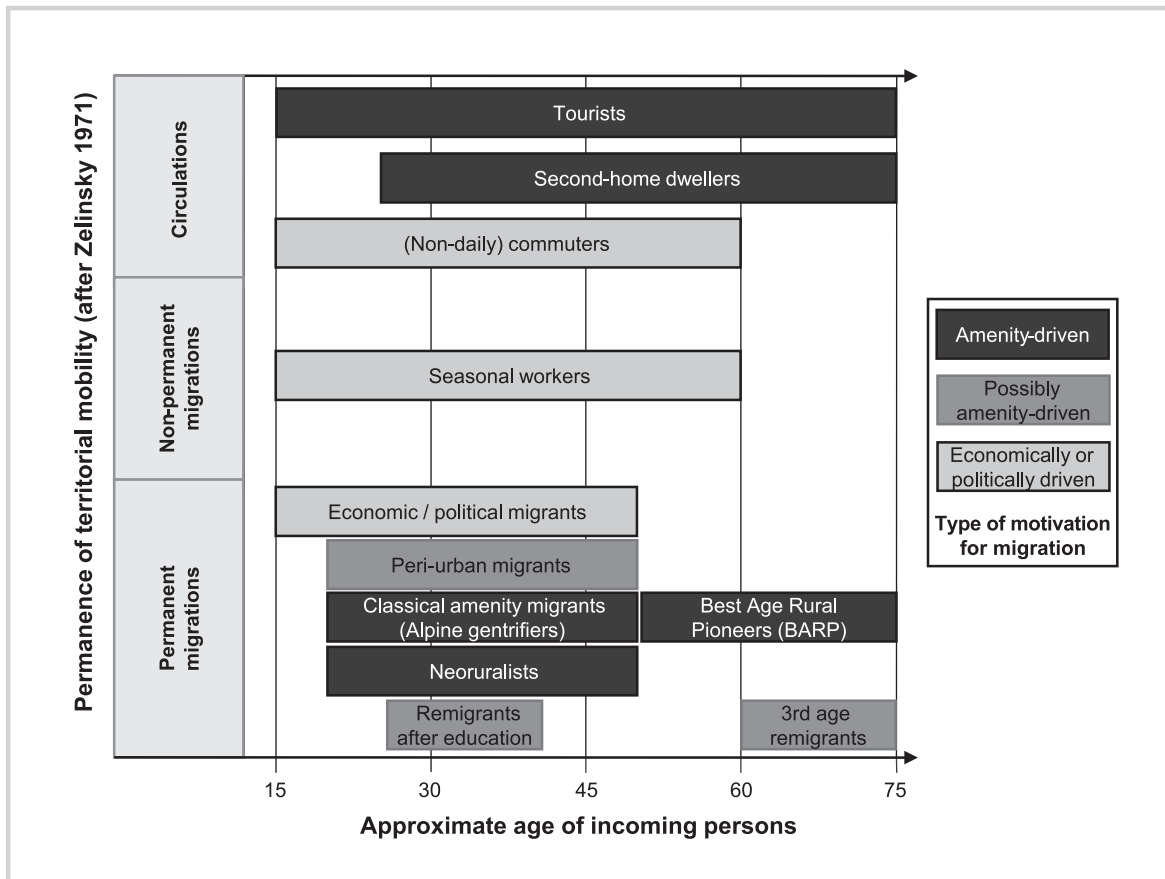 Permanence of territorial mobility (after Zelinsky 1971)
Circulations
Non-permanent
migrations
Permanent
migrations
Tourists
Second-home dwellers
(Non-daily) commuters
Seasonal workers
Economic / political migrants
Peri-urban migrants
Classical amenity migrants
(Alpine gentrifiers)
Best Age Rural
Pioneers (BARP)
Neoruralists
Remigrants
after education
3rd age
remigrants
15
30
45
60
75
Approximate age of incoming persons
Amenity-driven
Possibly
amenity-driven
Economically or
politically driven
Type of motivation
for migration